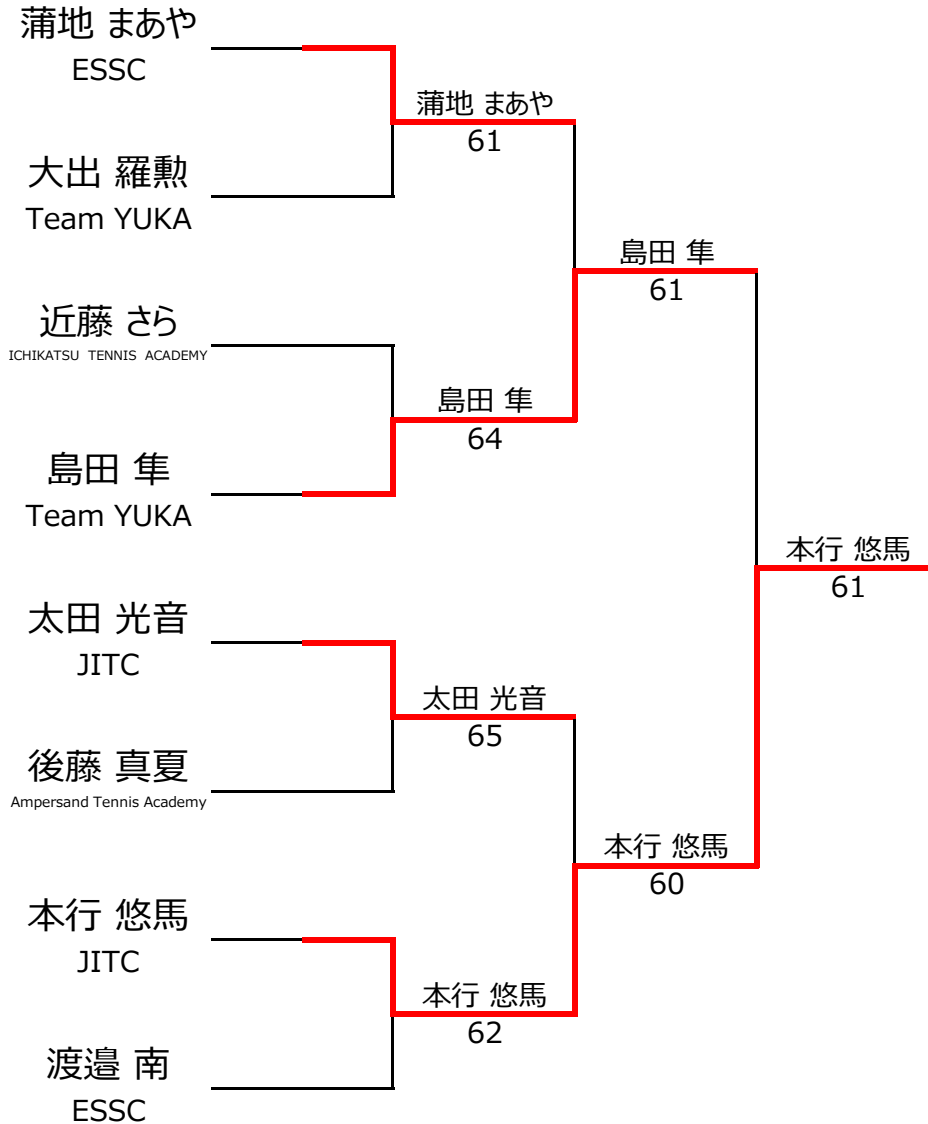 蒲地 まあや
ESSC
大出 羅勲
Team YUKA
近藤 さら
ICHIKATSU TENNIS ACADEMY
島田 隼
Team YUKA
太田 光音
JITC
後藤 真夏
Ampersand Tennis Academy
本行 悠馬
JITC
渡邉 南
ESSC
蒲地 まあや
61
島田 隼
64
太田 光音
65
本行 悠馬
62
島田 隼
61
本行 悠馬
60
本行 悠馬
61